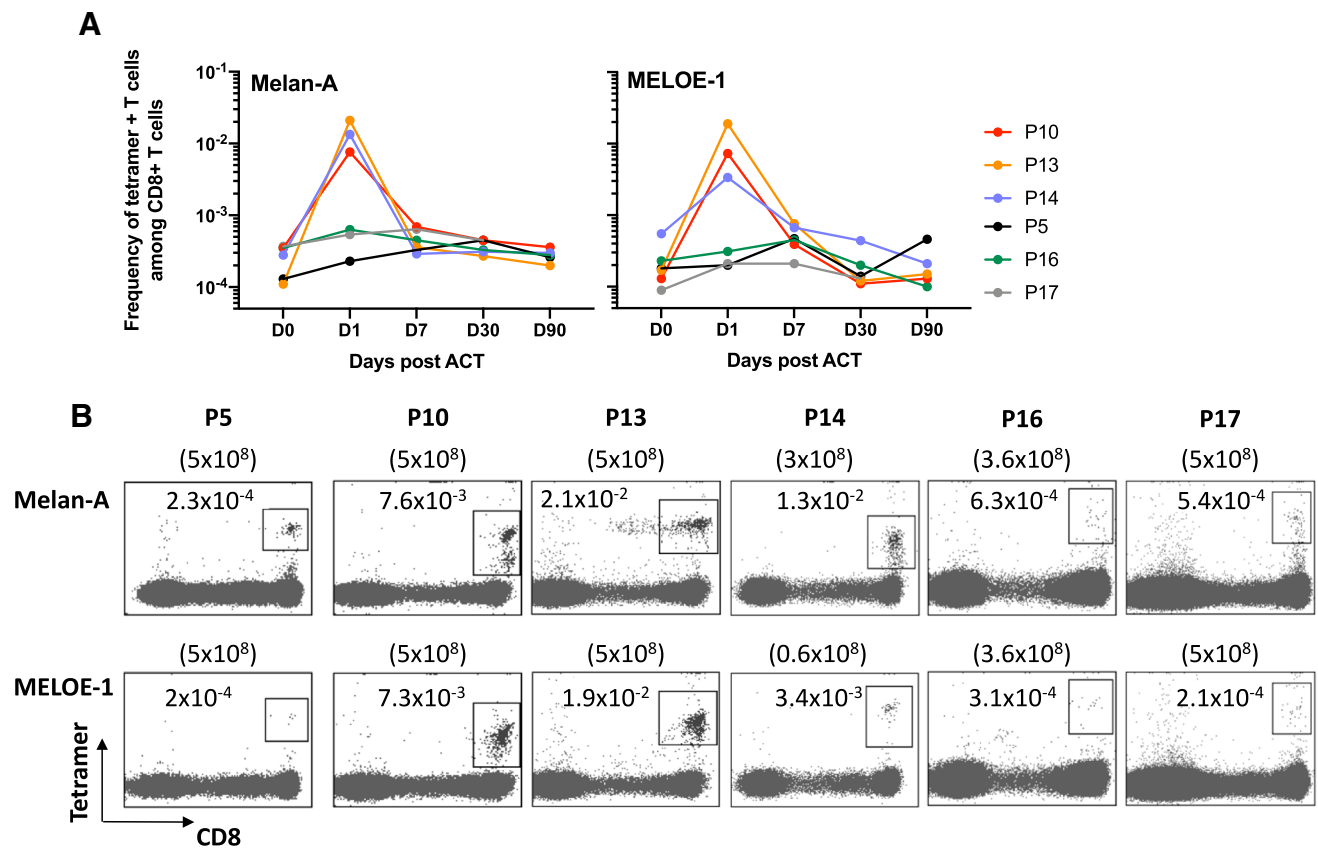 A
Frequency of tetramer + T cells
among CD8+ T cells
Melan-A
10⁻¹
10⁻²
10⁻³
10⁻⁴
D0 D1 D7 D30 D90
Days post ACT
MELOE-1
D0 D1 D7 D30 D90
Days post ACT
P10
P13
P14
P5
P16
P17
B
P5 P10 P13 P14 P16 P17
(5x10⁸) (5x10⁸) (5x10⁸) (3x10⁸) (3.6x10⁸) (5x10⁸)
Melan-A 2.3x10⁻⁴ 7.6x10⁻³ 2.1x10⁻² 1.3x10⁻² 6.3x10⁻⁴ 5.4x10⁻⁴
(5x10⁸) (5x10⁸) (5x10⁸) (0.6x10⁸) (3.6x10⁸) (5x10⁸)
MELOE-1 2x10⁻⁴ 7.3x10⁻³ 1.9x10⁻² 3.4x10⁻³ 3.1x10⁻⁴ 2.1x10⁻⁴
Tetramer
CD8